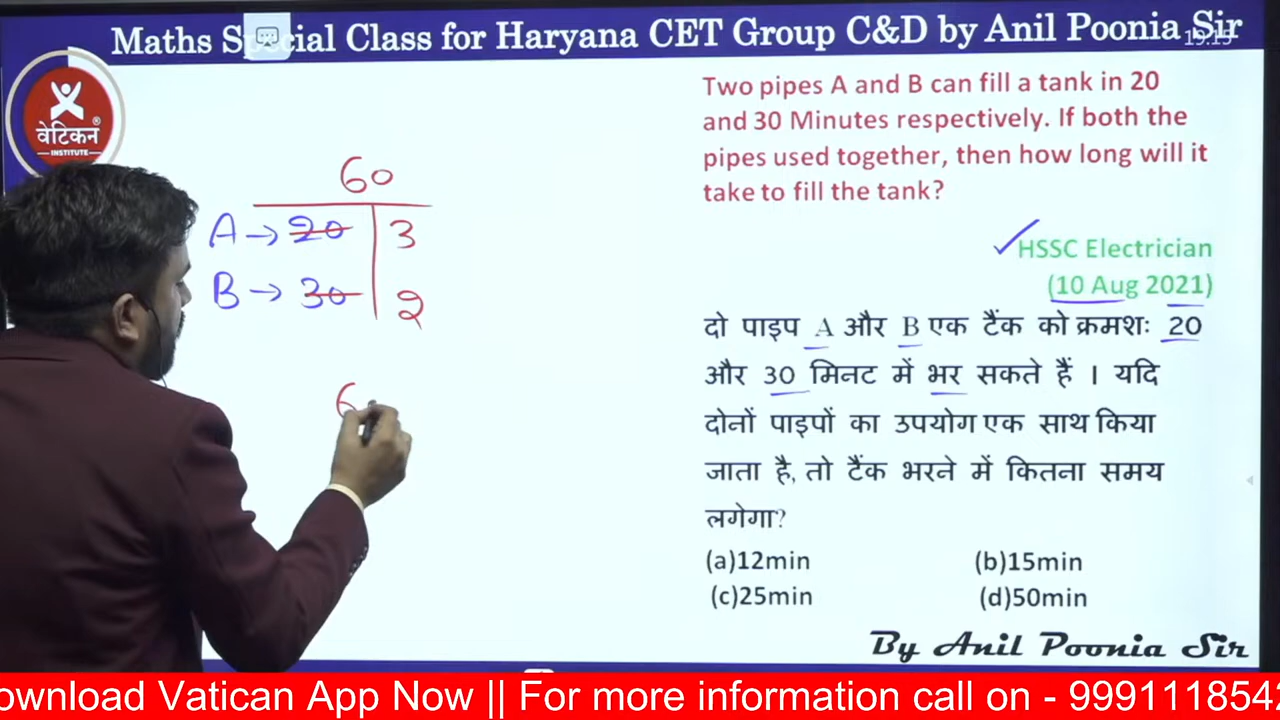 Maths Special Class for Haryana CET Group C&D by Anil Poonia Sir
19:15
वेटिकन
INSTITUTE
Two pipes A and B can fill a tank in 20
and 30 Minutes respectively. If both the
pipes used together, then how long will it
take to fill the tank?
HSSC Electrician
(10 Aug 2021)
60
A → 20 3
B → 30 2
6
दो पाइप A और B एक टैंक को क्रमशः 20
और 30 मिनट में भर सकते हैं । यदि
दोनों पाइपों का उपयोग एक साथ किया
जाता है, तो टैंक भरने में कितना समय
लगेगा?
(a)12min (b)15min
(c)25min (d)50min
By Anil Poonia Sir
ownload Vatican App Now || For more information call on - 9991118542